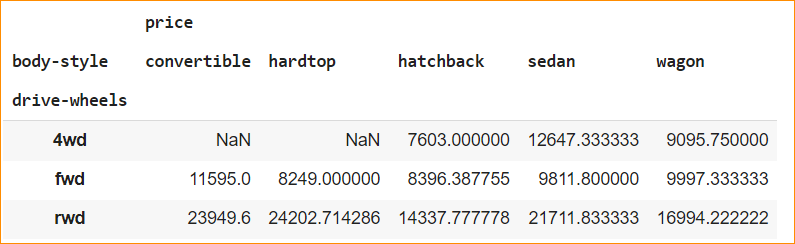 price
body-style convertible hardtop hatchback sedan wagon
drive-wheels
4wd NaN NaN 7603.000000 12647.333333 9095.750000
fwd 11595.0 8249.000000 8396.387755 9811.800000 9997.333333
rwd 23949.6 24202.714286 14337.777778 21711.833333 16994.222222